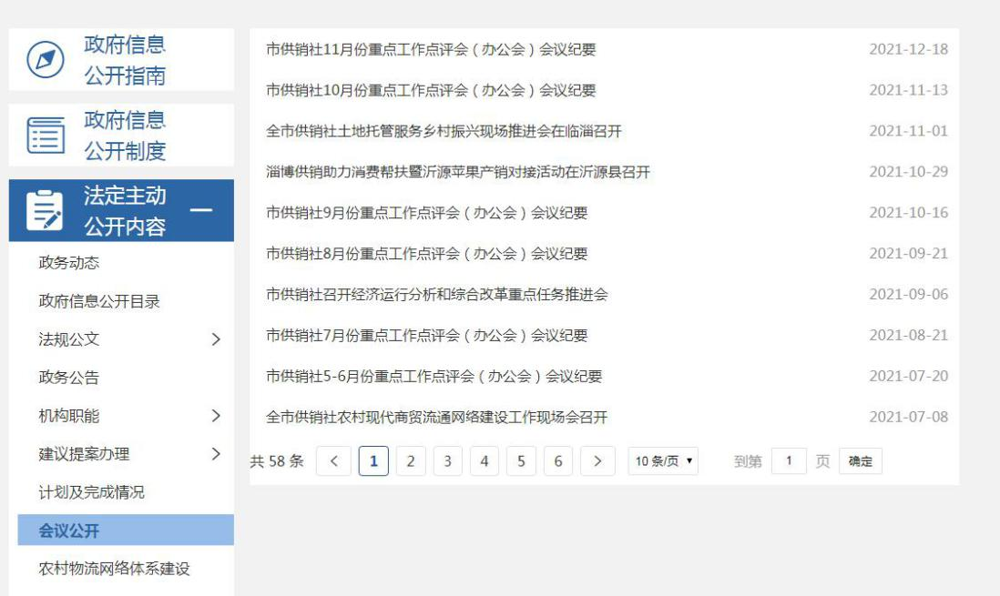 政府信息
公开指南
政府信息
公开制度
法定主动
公开内容
政务动态
政府信息公开目录
法规公文
政务公告
机构职能
建议提案办理
计划及完成情况
会议公开
农村物流网络体系建设
市供销社11月份重点工作点评会（办公会）会议纪要 2021-12-18
市供销社10月份重点工作点评会（办公会）会议纪要 2021-11-13
全市供销社土地托管服务乡村振兴现场推进会在临淄召开 2021-11-01
淄博供销助力消费帮扶暨沂源苹果产销对接活动在沂源县召开 2021-10-29
市供销社9月份重点工作点评会（办公会）会议纪要 2021-10-16
市供销社8月份重点工作点评会（办公会）会议纪要 2021-09-21
市供销社召开经济运行分析和综合改革重点任务推进会 2021-09-06
市供销社7月份重点工作点评会（办公会）会议纪要 2021-08-21
市供销社5-6月份重点工作点评会（办公会）会议纪要 2021-07-20
全市供销社农村现代商贸流通网络建设工作现场会召开 2021-07-08
共 58 条 < 1 2 3 4 5 6 > 10 条/页 到第 1 页 确定